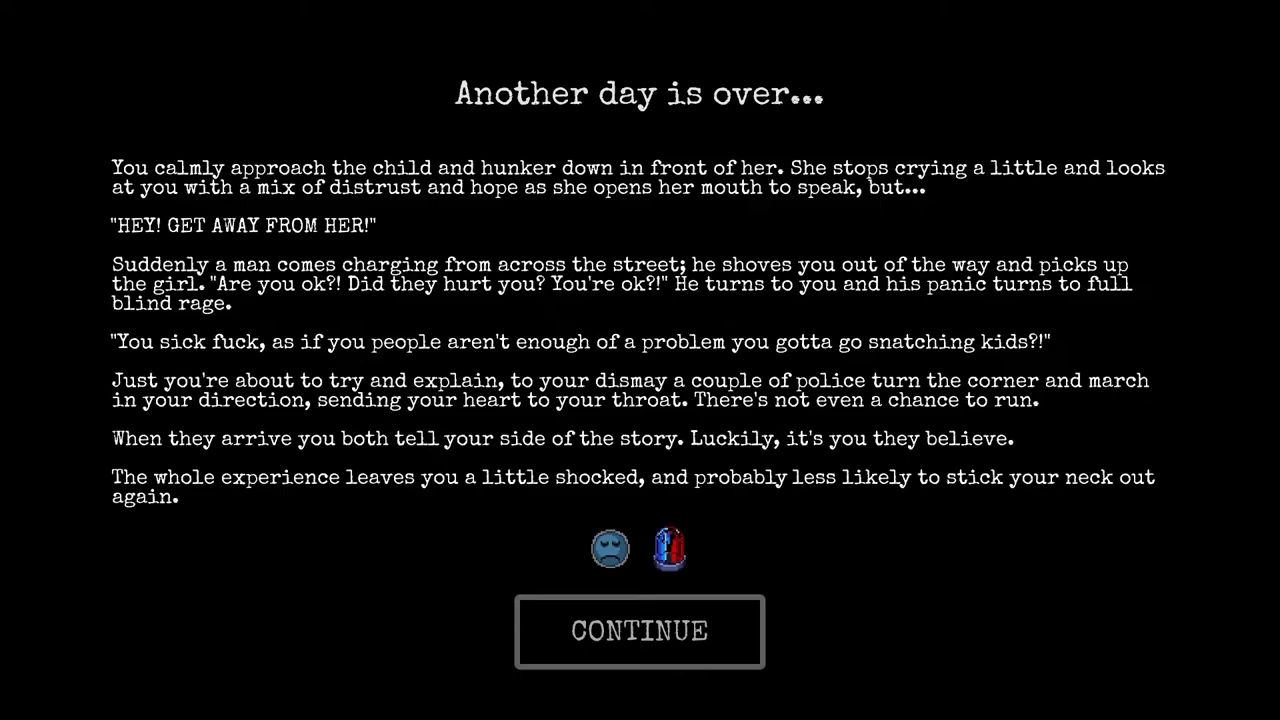 Another day is over...
You calmly approach the child and hunker down in front of her. She stops crying a little and looks
at you with a mix of distrust and hope as she opens her mouth to speak, but...
"HEY! GET AWAY FROM HER!"
Suddenly a man comes charging from across the street; he shoves you out of the way and picks up
the girl. "Are you ok?! Did they hurt you? You're ok?!" He turns to you and his panic turns to full
blind rage.
"You sick fuck, as if you people aren't enough of a problem you gotta go snatching kids?!"
Just you're about to try and explain, to your dismay a couple of police turn the corner and march
in your direction, sending your heart to your throat. There's not even a chance to run.
When they arrive you both tell your side of the story. Luckily, it's you they believe.
The whole experience leaves you a little shocked, and probably less likely to stick your neck out
again.
CONTINUE